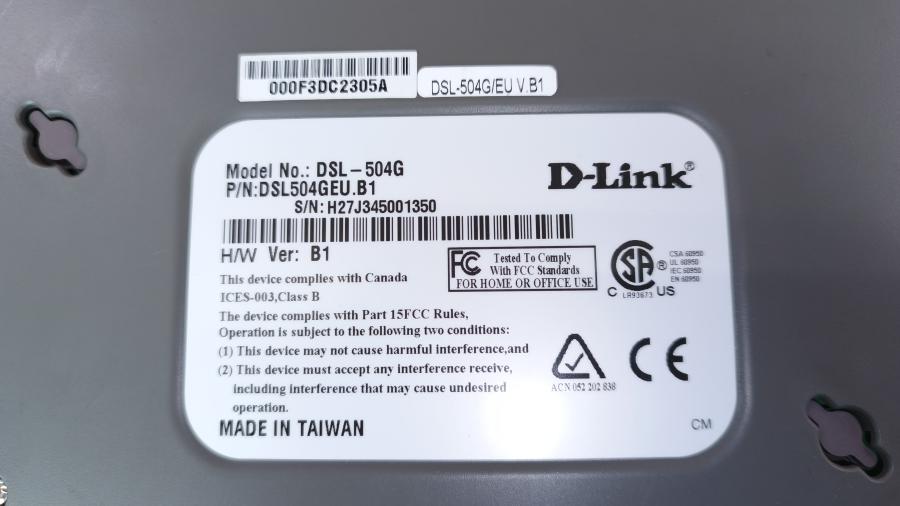 000F3DC2305A
DSL-504G/EU V.B1
Model No.: DSL-504G
P/N:DSL504GEU.B1
S/N: H27J345001350
D-Link®
H/W Ver: B1
FC Tested To Comply
With FCC Standards
FOR HOME OR OFFICE USE
SA ®
C LR93673 US
CSA 60950
UL 60950
IEC 60950
EN 60950
This device complies with Canada
ICES-003,Class B
The device complies with Part 15FCC Rules,
Operation is subject to the following two conditions:
(1) This device may not cause harmful interference,and
(2) This device must accept any interference receive,
including interference that may cause undesired
operation.
ACN 052 202 838
CE
MADE IN TAIWAN
CM